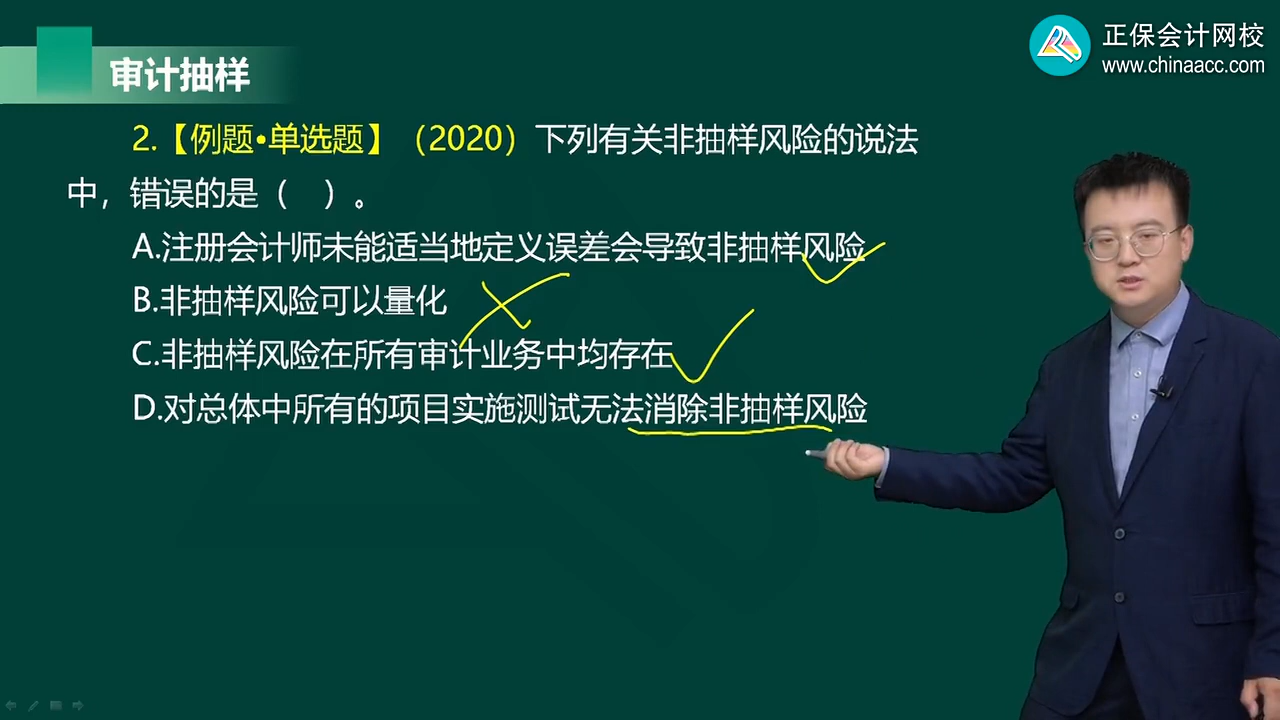 正保会计网校
www.chinaacc.com
审计抽样
2.【例题•单选题】（2020）下列有关非抽样风险的说法
中，错误的是（ ）。
A.注册会计师未能适当地定义误差会导致非抽样风险
B.非抽样风险可以量化
C.非抽样风险在所有审计业务中均存在
D.对总体中所有的项目实施测试无法消除非抽样风险